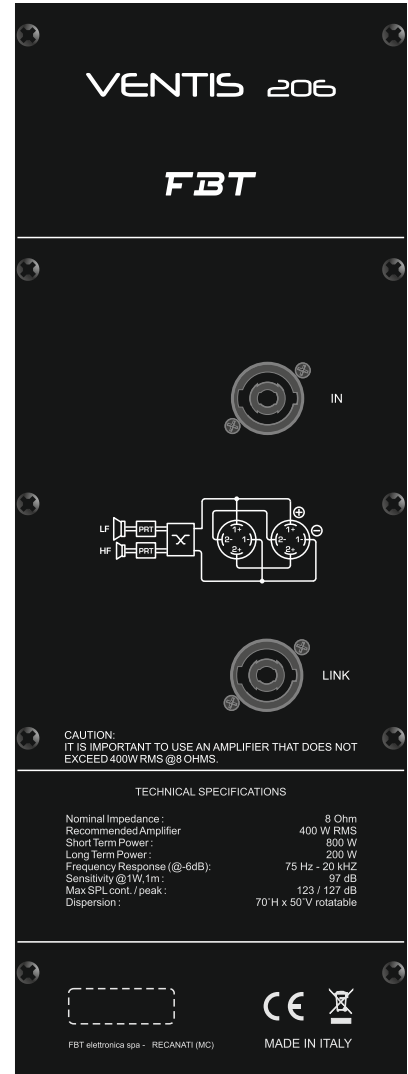 VENTIS 206
FBT
IN
LF PRT
HF PRT
1+ 1+
2- 1- 2- 1-
2+ 2+
+
-
LINK
CAUTION:
IT IS IMPORTANT TO USE AN AMPLIFIER THAT DOES NOT
EXCEED 400W RMS @8 OHMS.
TECHNICAL SPECIFICATIONS
Nominal Impedance : 8 Ohm
Recommended Amplifier 400 W RMS
Short Term Power : 800 W
Long Term Power : 200 W
Frequency Response (@-6dB): 75 Hz - 20 kHZ
Sensitivity @1W,1m : 97 dB
Max SPL cont. / peak : 123 / 127 dB
Dispersion : 70°H x 50°V rotatable
CE
FBT elettronica spa - RECANATI (MC)
MADE IN ITALY